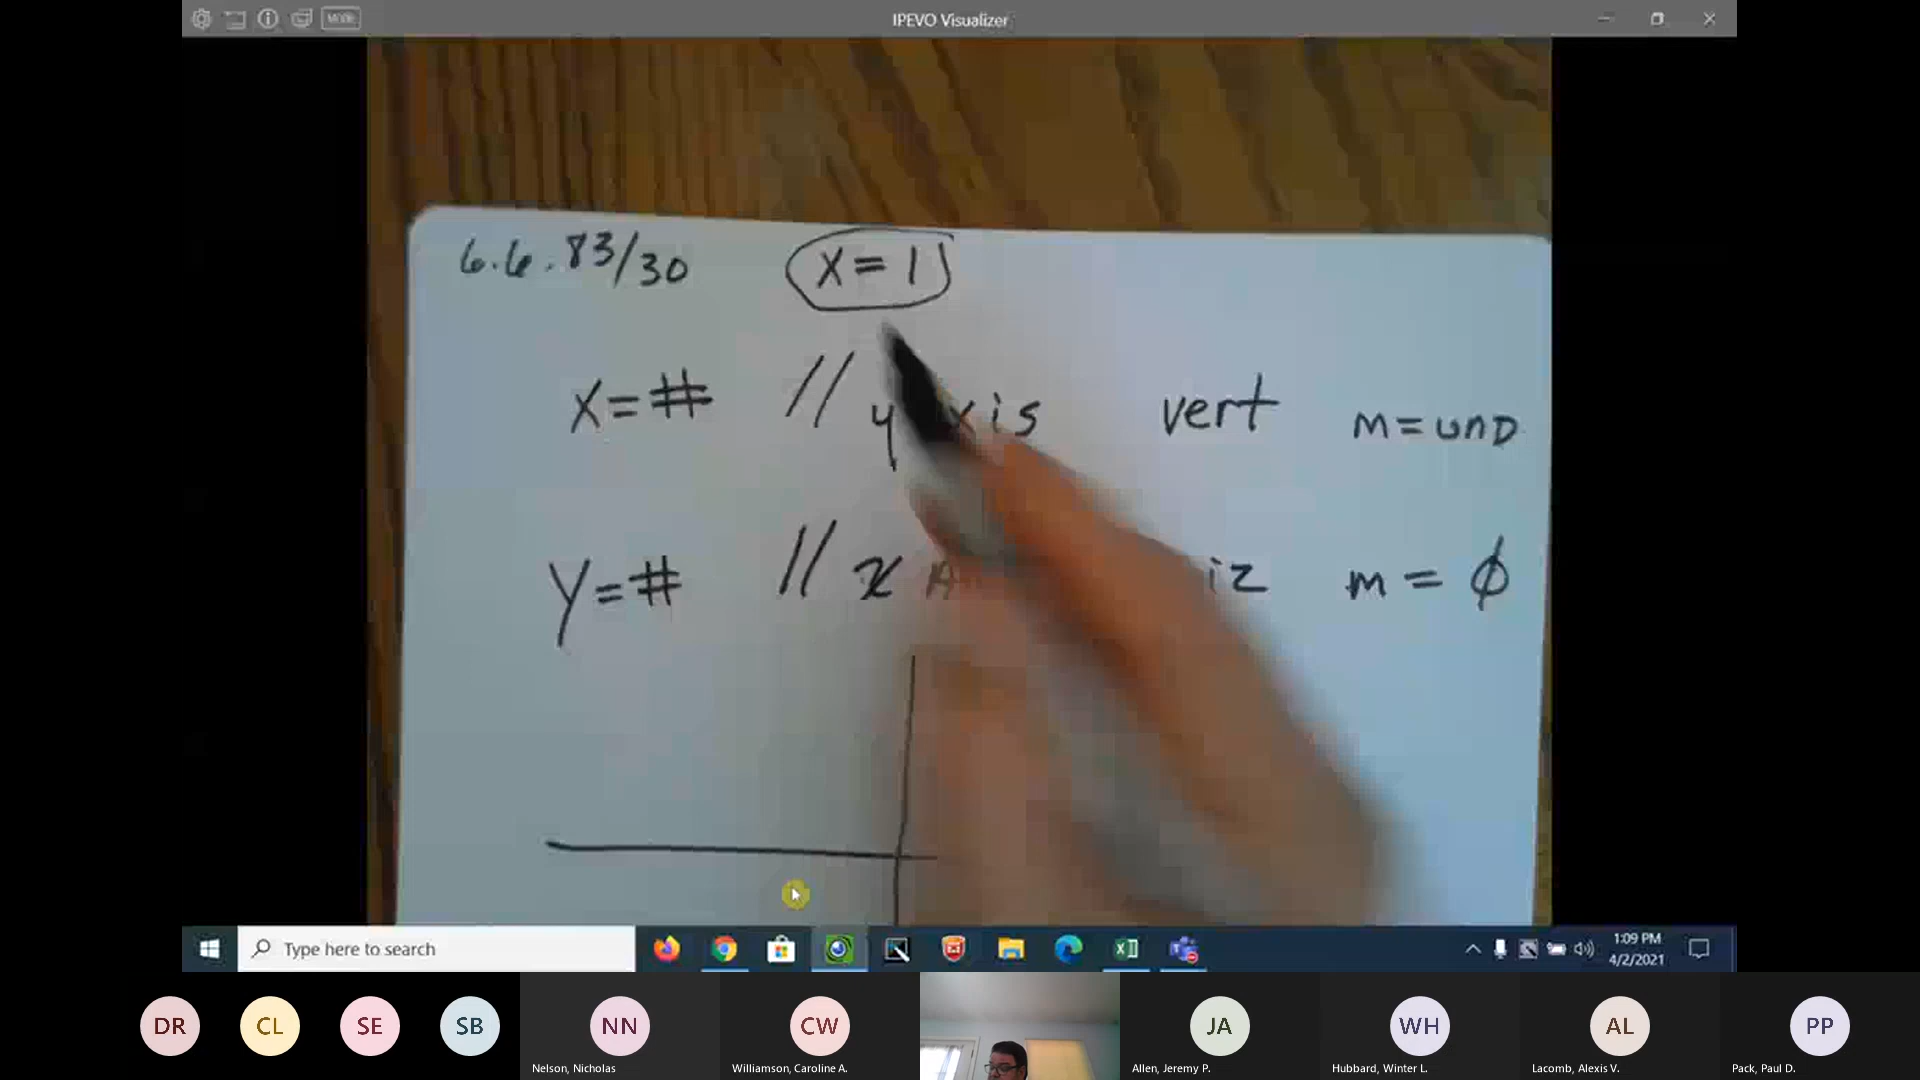 MODE
IPEVO Visualizer
6.6.83/30 x = 1
x = # // y xis vert m = UND
y = # // x A iz m = ϕ
Type here to search
1:09 PM
4/2/2021
DR CL SE SB NN CW JA WH AL PP
Nelson, Nicholas Williamson, Caroline A. Allen, Jeremy P. Hubbard, Winter L. Lacomb, Alexis V. Pack, Paul D.